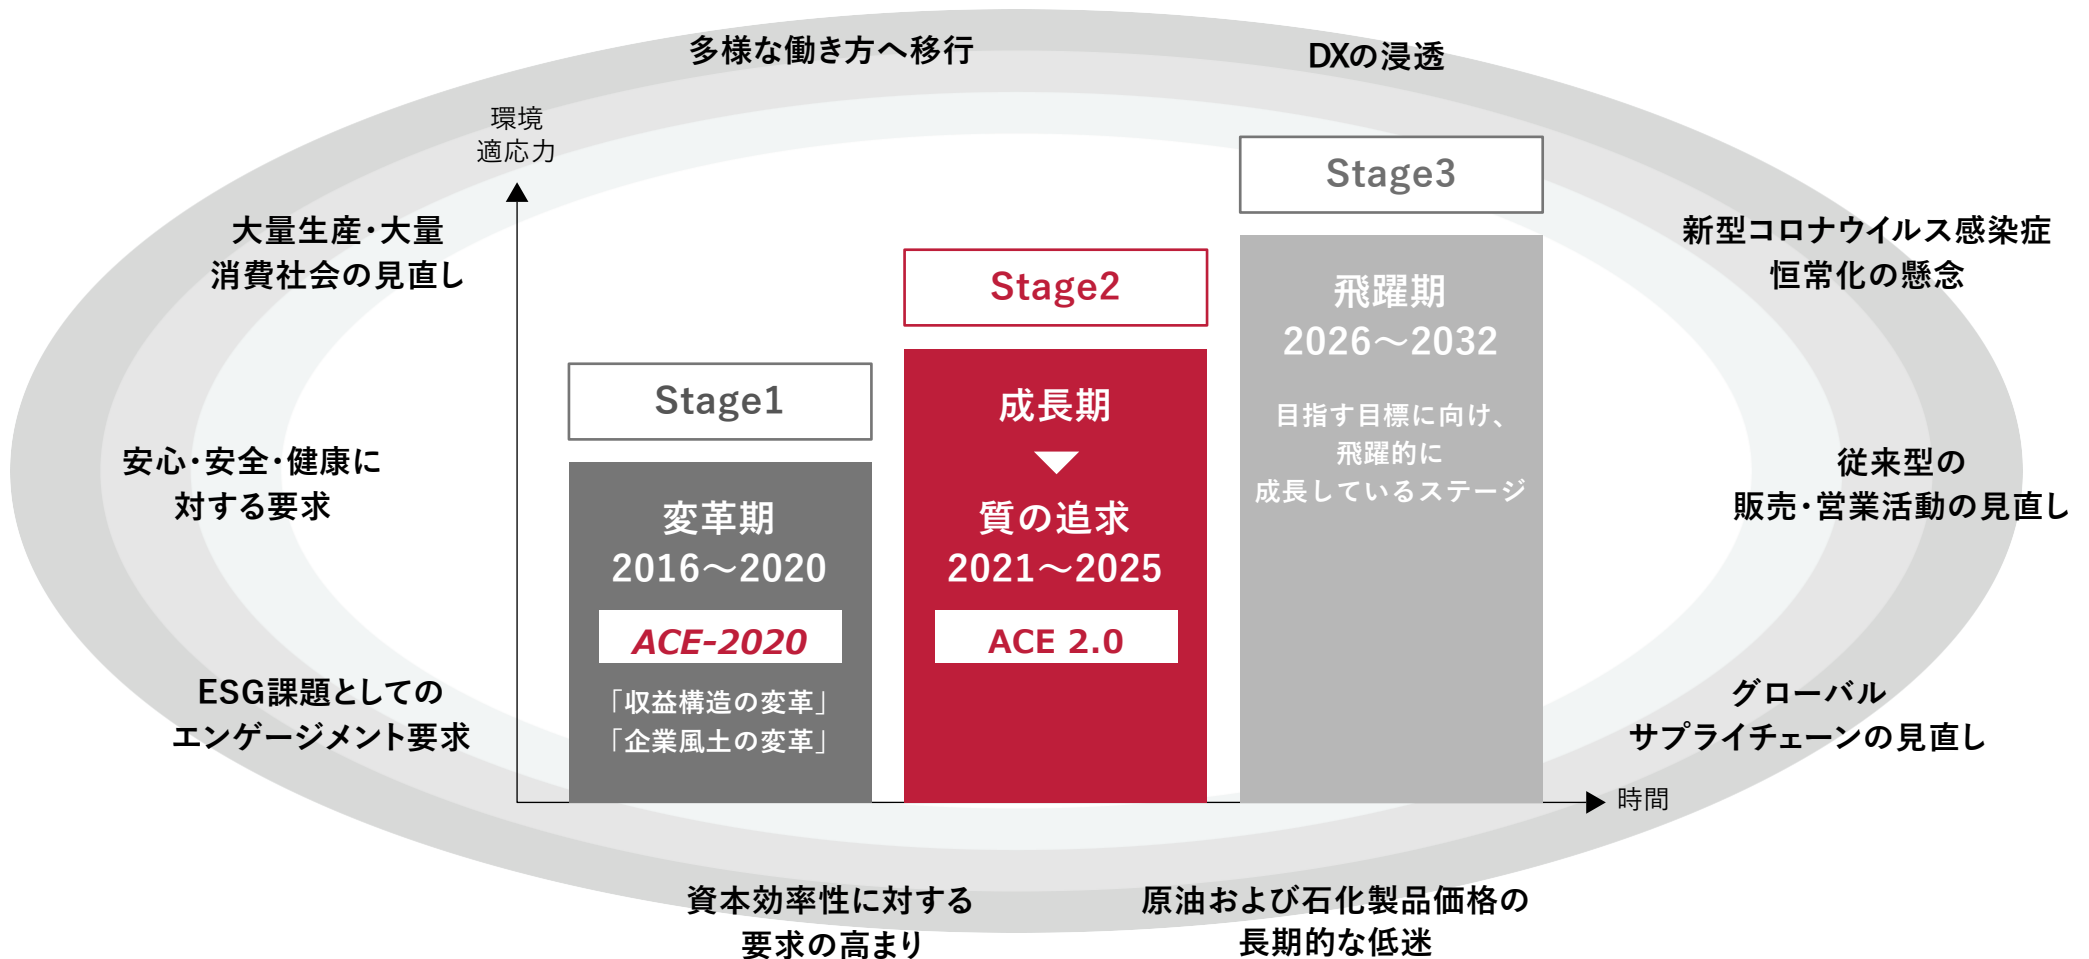 多様な働き方へ移行
DXの浸透
環境
適応力
大量生産・大量
消費社会の見直し
新型コロナウイルス感染症
恒常化の懸念
安心・安全・健康に
対する要求
従来型の
販売・営業活動の見直し
ESG課題としての
エンゲージメント要求
グローバル
サプライチェーンの見直し
Stage1
変革期
2016〜2020
ACE-2020
「収益構造の変革」
「企業風土の変革」
Stage2
成長期
質の追求
2021〜2025
ACE 2.0
Stage3
飛躍期
2026〜2032
目指す目標に向け、
飛躍的に
成長しているステージ
時間
資本効率性に対する
要求の高まり
原油および石化製品価格の
長期的な低迷